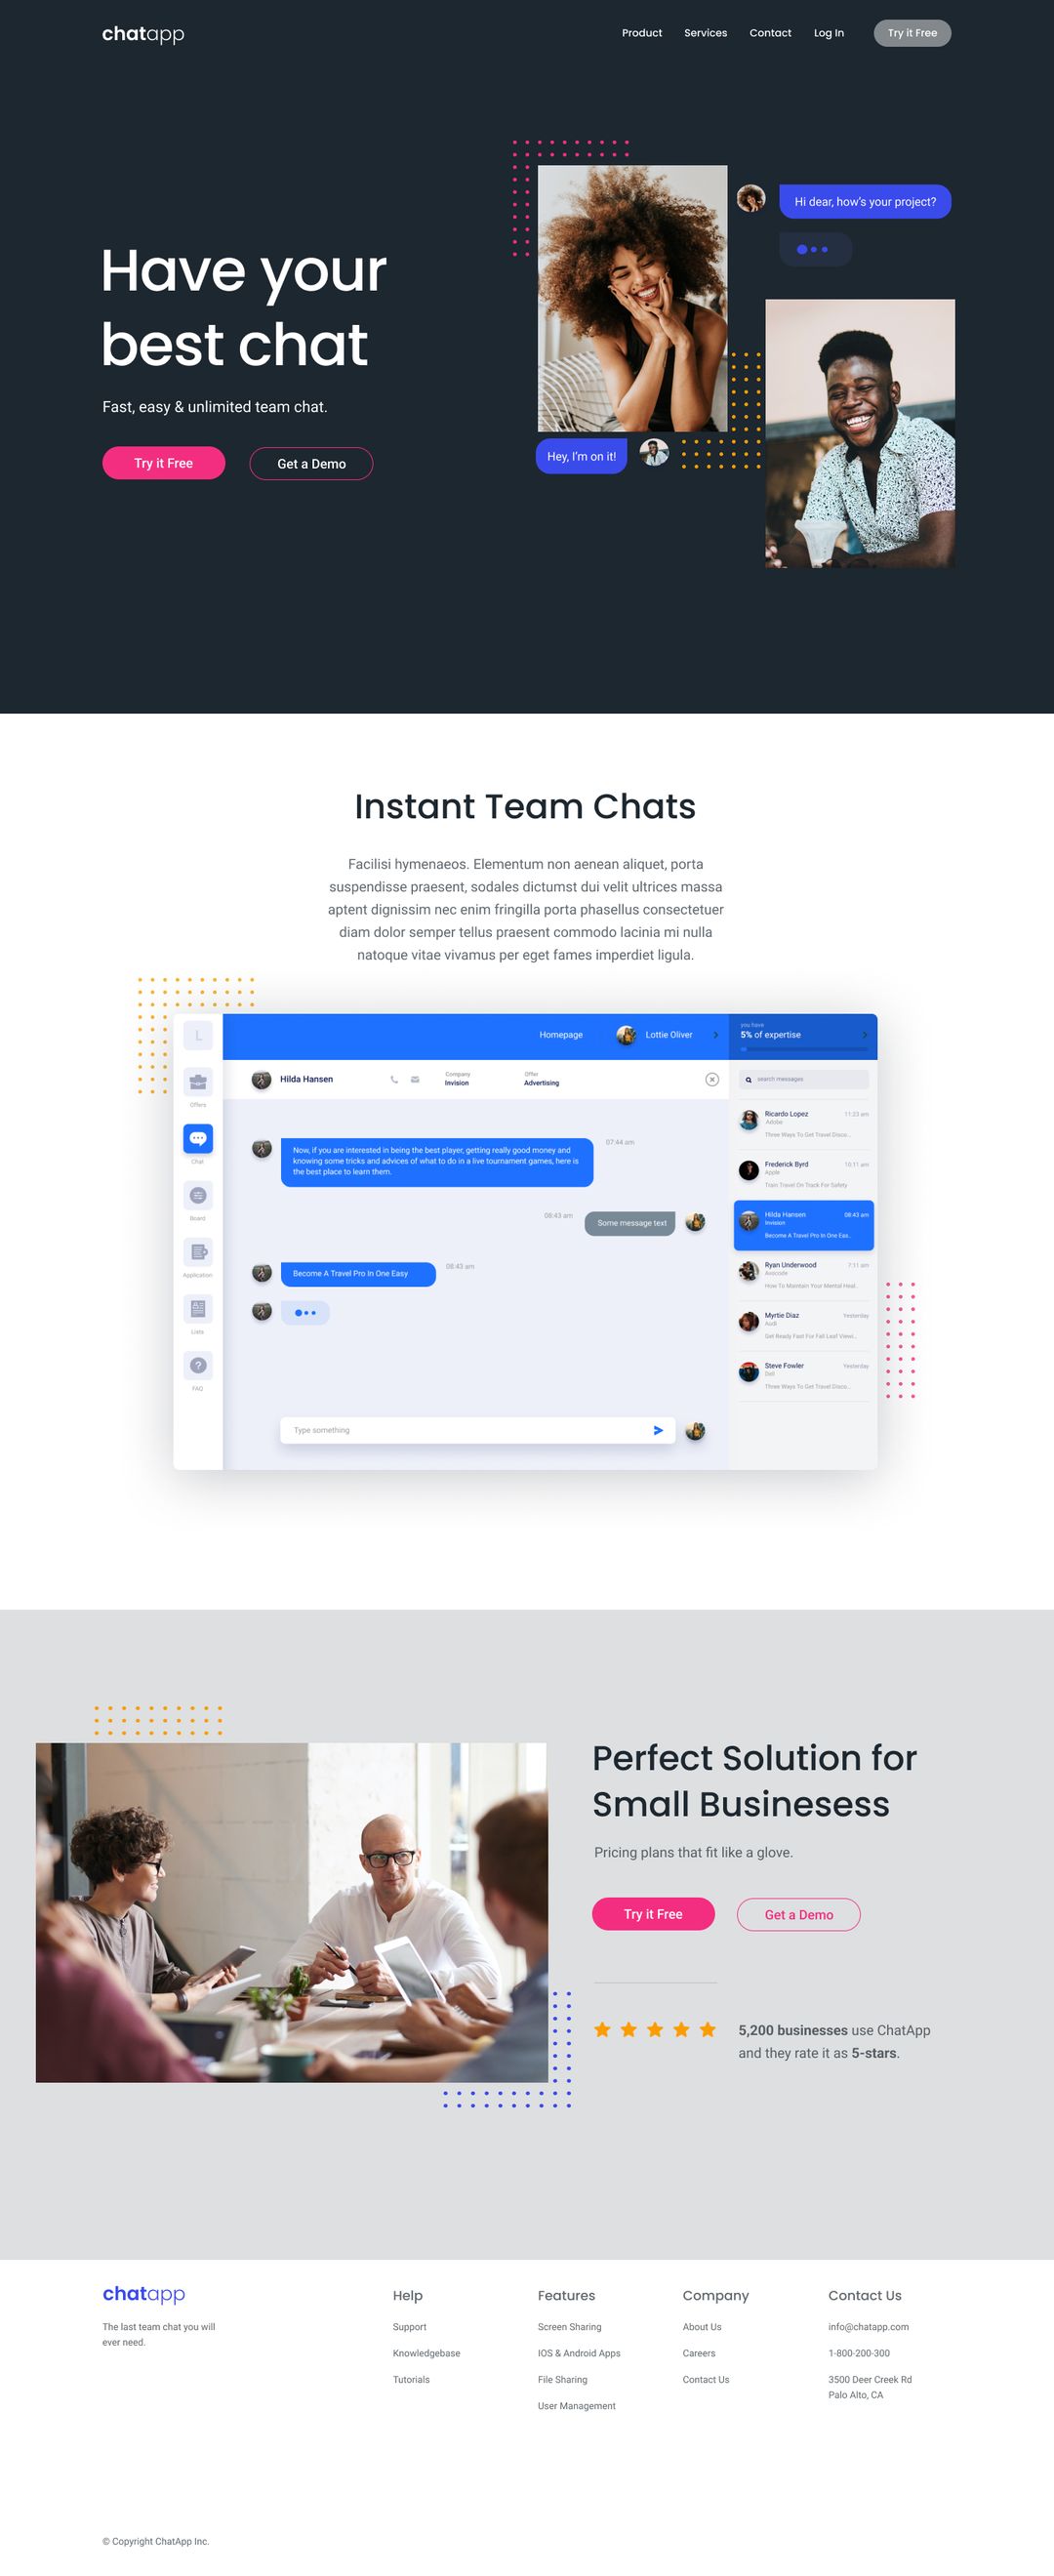 chatapp
Product
Services
Contact
Log In
Try it Free
Hi dear, how's your project?
Have your
best chat
Fast, easy & unlimited team chat.
Try it Free
Get a Demo
Hey, I'm on it!
Instant Team Chats
Facilisi hymenaeos. Elementum non aenean aliquet, porta
suspendisse praesent, sodales dictumst dui velit ultrices massa
aptent dignissim nec enim fringilla porta phasellus consectetuer
diam dolor semper tellus praesent commodo lacinia mi nulla
natoque vitae vivamus per eget fames imperdiet ligula.
L
Offers
Chat
Board
Application
Lists
FAQ
Homepage
Lottie Oliver
you have
5% of expertise
Hilda Hansen
Company
Invision
Offer
Advertising
07:44 am
Now, if you are interested in being the best player, getting really good money and
knowing some tricks and advices of what to do in a live tournament games, here is
the best place to learn them.
08:43 am
Some message text
Become A Travel Pro In One Easy
08:43 am
Type something
search messages
Ricardo Lopez
11:23 am
Adobe
Three Ways To Get Travel Disco...
Frederick Byrd
10:11 am
Apple
Train Travel On Track For Safety
Hilda Hansen
08:43 am
Invision
Become A Travel Pro In One Eas..
Ryan Underwood
7:11 am
Avocode
How To Maintain Your Mental Heal..
Myrtie Diaz
Yesterday
Audi
Get Ready Fast For Fall Leaf Viewi..
Steve Fowler
Yesterday
Dell
Three Ways To Get Travel Disco...
Perfect Solution for
Small Businesess
Pricing plans that fit like a glove.
Try it Free
Get a Demo
5,200 businesses use ChatApp
and they rate it as 5-stars.
chatapp
The last team chat you will
ever need.
Help
Support
Knowledgebase
Tutorials
Features
Screen Sharing
IOS & Android Apps
File Sharing
User Management
Company
About Us
Careers
Contact Us
Contact Us
info@chatapp.com
1-800-200-300
3500 Deer Creek Rd
Palo Alto, CA
© Copyright ChatApp Inc.